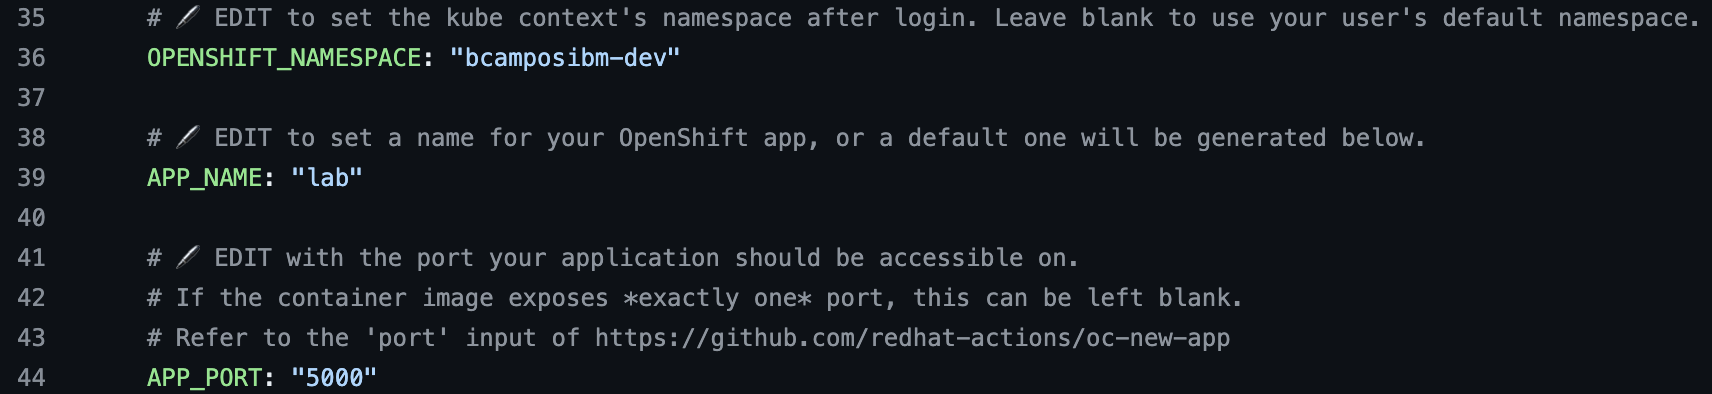 35 # 🖊️ EDIT to set the kube context's namespace after login. Leave blank to use your user's default namespace.
36 OPENSHIFT_NAMESPACE: "bcamposibm-dev"
37
38 # 🖊️ EDIT to set a name for your OpenShift app, or a default one will be generated below.
39 APP_NAME: "lab"
40
41 # 🖊️ EDIT with the port your application should be accessible on.
42 # If the container image exposes *exactly one* port, this can be left blank.
43 # Refer to the 'port' input of https://github.com/redhat-actions/oc-new-app
44 APP_PORT: "5000"